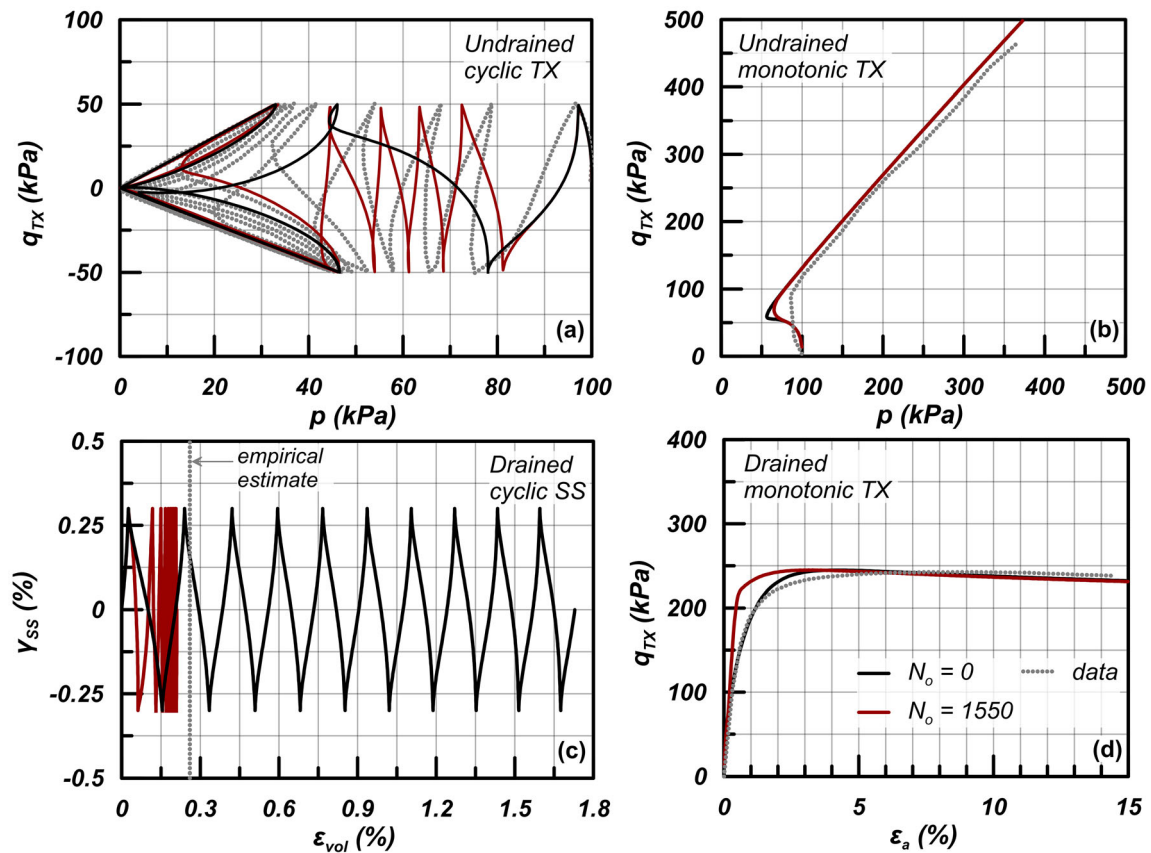 100
50
0
-50
-100
q_TX (kPa)
Undrained
cyclic TX
(a)
0 20 40 60 80 100
p (kPa)
500
400
300
200
100
0
q_TX (kPa)
Undrained
monotonic TX
(b)
0 100 200 300 400 500
p (kPa)
0.5
0.25
0
-0.25
-0.5
γ_SS (%)
empirical
estimate
Drained
cyclic SS
(c)
0 0.3 0.6 0.9 1.2 1.5 1.8
ε_vol (%)
400
300
200
100
0
q_TX (kPa)
Drained
monotonic TX
N_o = 0 data
N_o = 1550
(d)
0 5 10 15
ε_a (%)